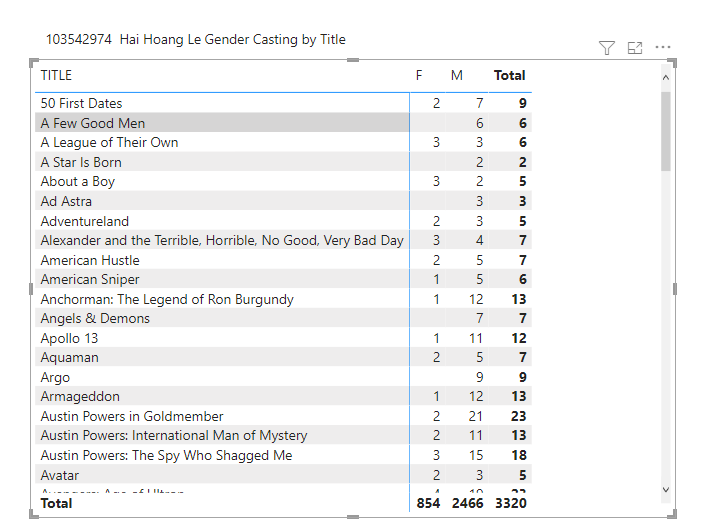 103542974 Hai Hoang Le Gender Casting by Title
TITLE F M Total
50 First Dates 2 7 9
A Few Good Men 6 6
A League of Their Own 3 3 6
A Star Is Born 2 2
About a Boy 3 2 5
Ad Astra 3 3
Adventureland 2 3 5
Alexander and the Terrible, Horrible, No Good, Very Bad Day 3 4 7
American Hustle 2 5 7
American Sniper 1 5 6
Anchorman: The Legend of Ron Burgundy 1 12 13
Angels & Demons 7 7
Apollo 13 1 11 12
Aquaman 2 5 7
Argo 9 9
Armageddon 1 12 13
Austin Powers in Goldmember 2 21 23
Austin Powers: International Man of Mystery 2 11 13
Austin Powers: The Spy Who Shagged Me 3 15 18
Avatar 2 3 5
Total 854 2466 3320